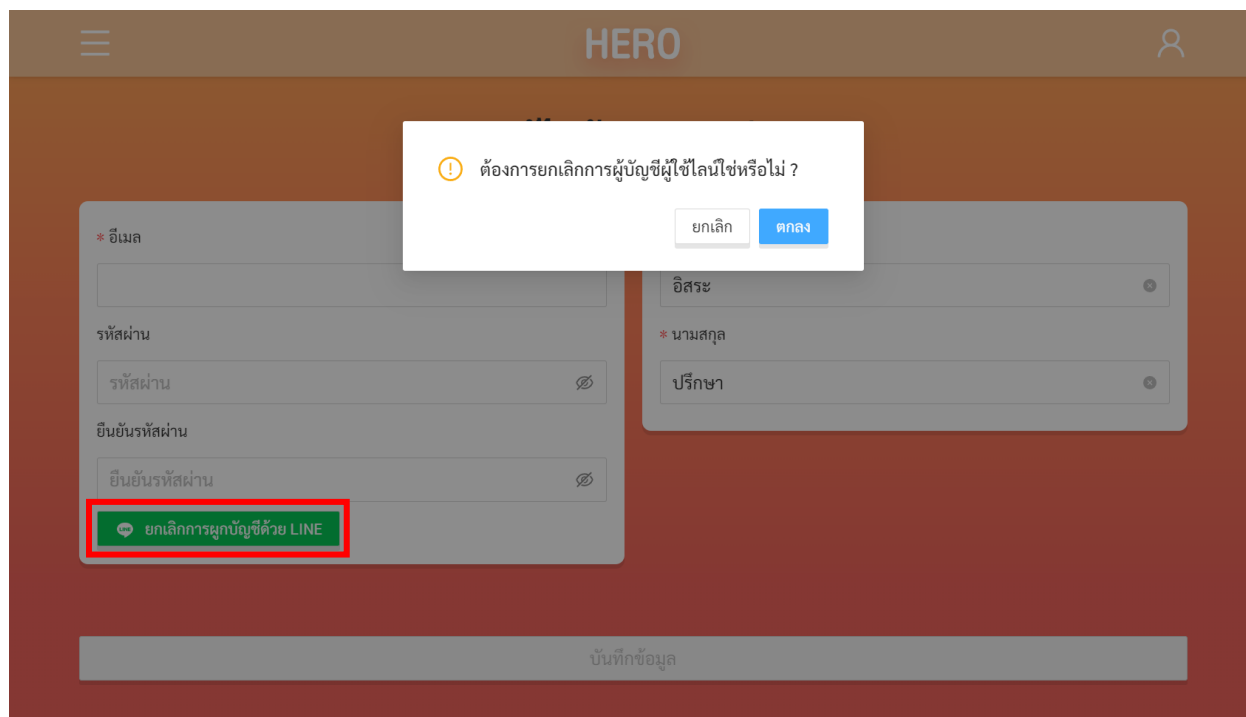 HERO
ต้องการยกเลิกการผู้บัญชีผู้ใช้ไลน์ใช่หรือไม่ ?
ยกเลิก
ตกลง
* อีเมล
รหัสผ่าน
รหัสผ่าน
ยืนยันรหัสผ่าน
ยืนยันรหัสผ่าน
ยกเลิกการผูกบัญชีด้วย LINE
อิสระ
* นามสกุล
ปรึกษา
บันทึกข้อมูล